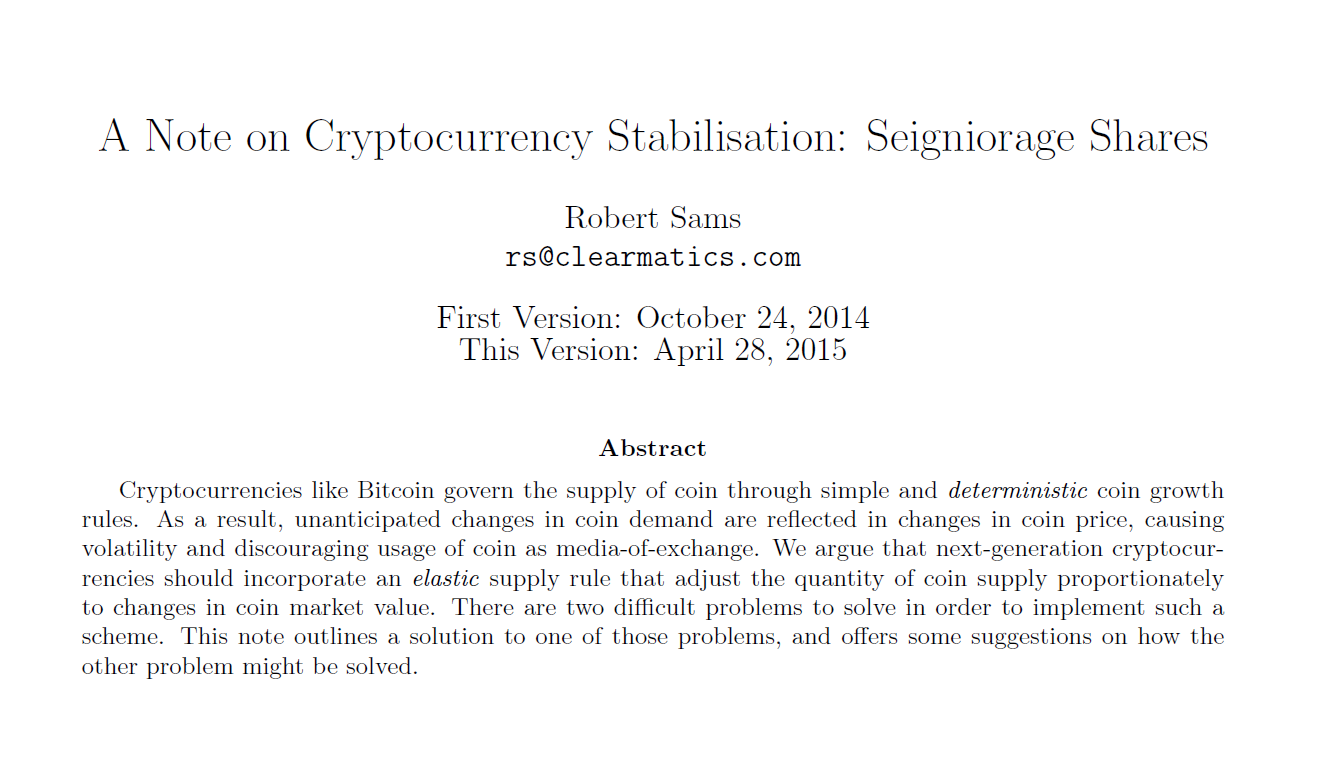 A Note on Cryptocurrency Stabilisation: Seigniorage Shares
Robert Sams
rs@clearmatics.com
First Version: October 24, 2014
This Version: April 28, 2015
Abstract
Cryptocurrencies like Bitcoin govern the supply of coin through simple and deterministic coin growth
rules. As a result, unanticipated changes in coin demand are reflected in changes in coin price, causing
volatility and discouraging usage of coin as media-of-exchange. We argue that next-generation cryptocur-
rencies should incorporate an elastic supply rule that adjust the quantity of coin supply proportionately
to changes in coin market value. There are two difficult problems to solve in order to implement such a
scheme. This note outlines a solution to one of those problems, and offers some suggestions on how the
other problem might be solved.